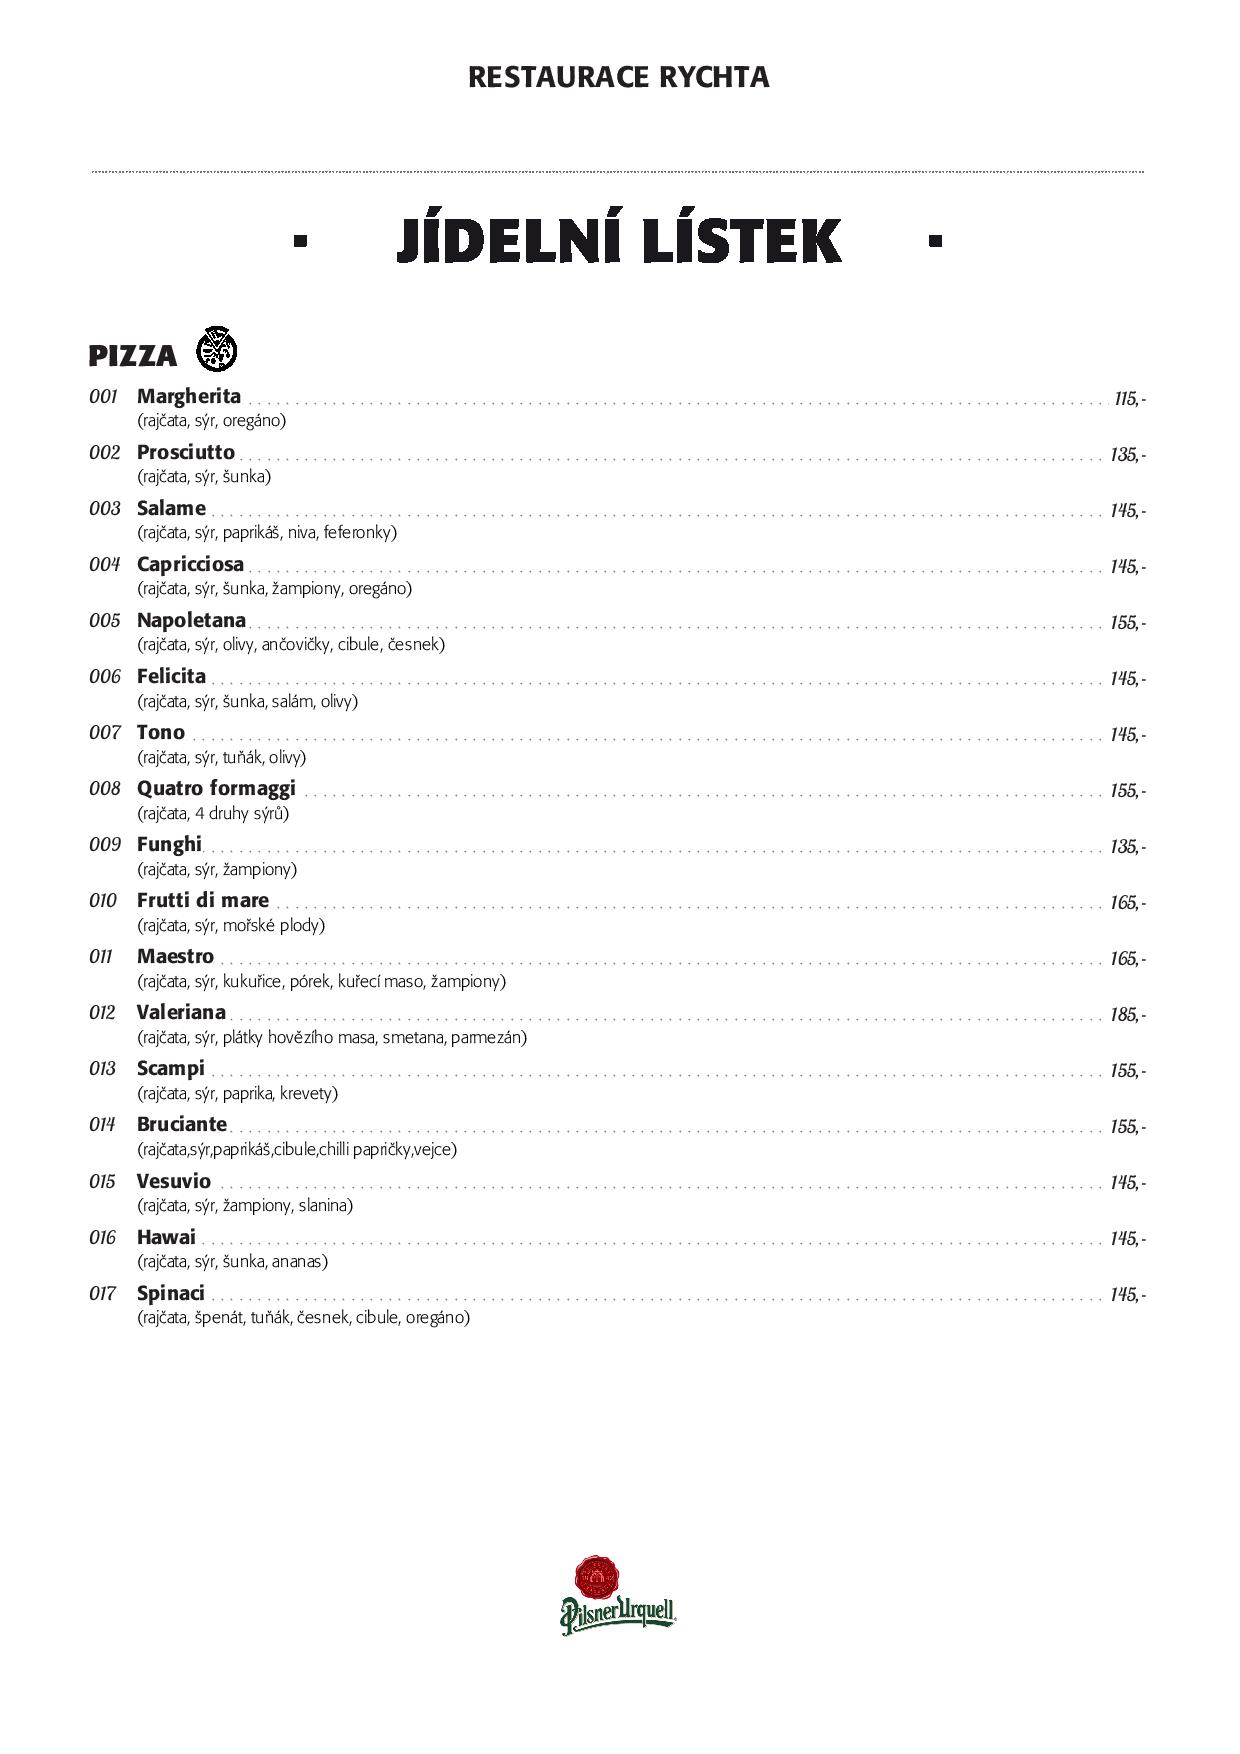 RESTAURACE RYCHTA
JÍDELNÍ LÍSTEK
PIZZA
001 Margherita 115,-
(rajčata, sýr, oregáno)
002 Prosciutto 135,-
(rajčata, sýr, šunka)
003 Salame 145,-
(rajčata, sýr, paprikáš, niva, feferonky)
004 Capricciosa 145,-
(rajčata, sýr, šunka, žampiony, oregáno)
005 Napoletana 155,-
(rajčata, sýr, olivy, ančovičky, cibule, česnek)
006 Felicita 145,-
(rajčata, sýr, šunka, salám, olivy)
007 Tono 145,-
(rajčata, sýr, tuňák, olivy)
008 Quatro formaggi 155,-
(rajčata, 4 druhy sýrů)
009 Funghi 135,-
(rajčata, sýr, žampiony)
010 Frutti di mare 165,-
(rajčata, sýr, mořské plody)
011 Maestro 165,-
(rajčata, sýr, kukuřice, pórek, kuřecí maso, žampiony)
012 Valeriana 185,-
(rajčata, sýr, plátky hovězího masa, smetana, parmezán)
013 Scampi 155,-
(rajčata, sýr, paprika, krevety)
014 Bruciante 155,-
(rajčata,sýr,paprikáš,cibule,chilli papričky,vejce)
015 Vesuvio 145,-
(rajčata, sýr, žampiony, slanina)
016 Hawai 145,-
(rajčata, sýr, šunka, ananas)
017 Spinaci 145,-
(rajčata, špenát, tuňák, česnek, cibule, oregáno)
Pilsner Urquell